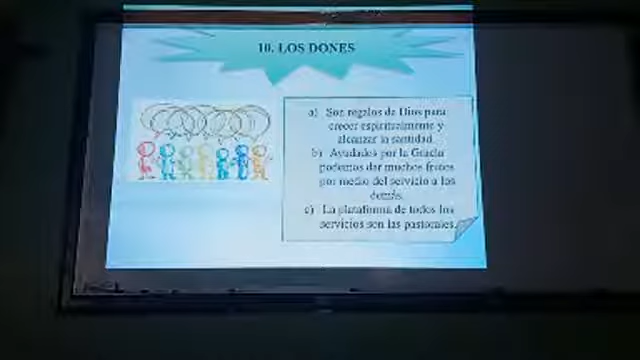 10. LOS DONES
a) Son regalos de Dios para
crecer espiritualmente y
alcanzar la santidad.
b) Ayudados por la Gracia
podemos dar muchos frutos
por medio del servicio a los
demás.
c) La plataforma de todos los
servicios son las pastorales.